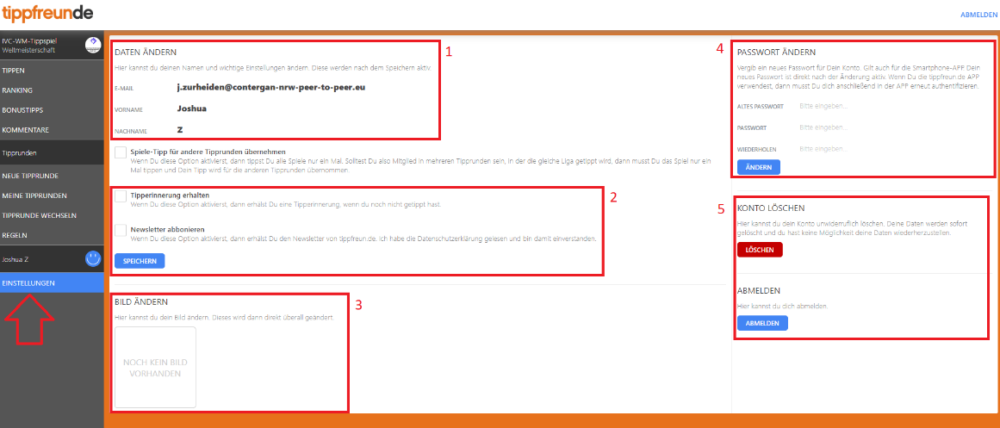 tippfreunde
ABMELDEN
IVC-WM-Tippspiel
Weltmeisterschaft
TIPPEN
RANKING
BONUSTIPPS
KOMMENTARE
Tipprunden
NEUE TIPPRUNDE
MEINE TIPPRUNDEN
TIPPRUNDE WECHSELN
REGELN
Joshua Z
EINSTELLUNGEN
1
DATEN ÄNDERN
Hier kannst du deinen Namen und wichtige Einstellungen ändern. Diese werden nach dem Speichern aktiv.
E-MAIL j.zurheiden@contergan-nrw-peer-to-peer.eu
VORNAME Joshua
NACHNAME Z
Spiele-Tipp für andere Tipprunden übernehmen
Wenn Du diese Option aktivierst, dann tippst Du alle Spiele nur ein Mal. Solltest Du also Mitglied in mehreren Tipprunden sein, in der die gleiche Liga getippt wird, dann musst Du das Spiel nur ein
Mal tippen und Dein Tipp wird für die anderen Tipprunden übernommen.
2
Tipperinnerung erhalten
Wenn Du diese Option aktivierst, dann erhälst Du eine Tipperinnerung, wenn du noch nicht getippt hast.
Newsletter abbonieren
Wenn Du diese Option aktivierst, dann erhälst Du den Newsletter von tippfreun.de. Ich habe die Datenschutzerklärung gelesen und bin damit einverstanden.
SPEICHERN
3
BILD ÄNDERN
Hier kannst du dein Bild ändern. Dieses wird dann direkt überall geändert.
NOCH KEIN BILD
VORHANDEN
4
PASSWORT ÄNDERN
Vergib ein neues Passwort für Dein Konto. Gilt auch für die Smartphone-APP Dein
neues Passwort ist direkt nach der Änderung aktiv. Wenn Du die tippfreun.de APP
verwendest, dann musst Du dich anschließend in der APP erneut authentifizieren.
ALTES PASSWORT Bitte eingeben...
PASSWORT Bitte eingeben...
WIEDERHOLEN Bitte eingeben...
ÄNDERN
5
KONTO LÖSCHEN
Hier kannst du dein Konto unwiderruflich löschen. Deine Daten werden sofort
gelöscht und du hast keine Möglichkeit deine Daten wiederherzustellen.
LÖSCHEN
ABMELDEN
Hier kannst du dich abmelden.
ABMELDEN